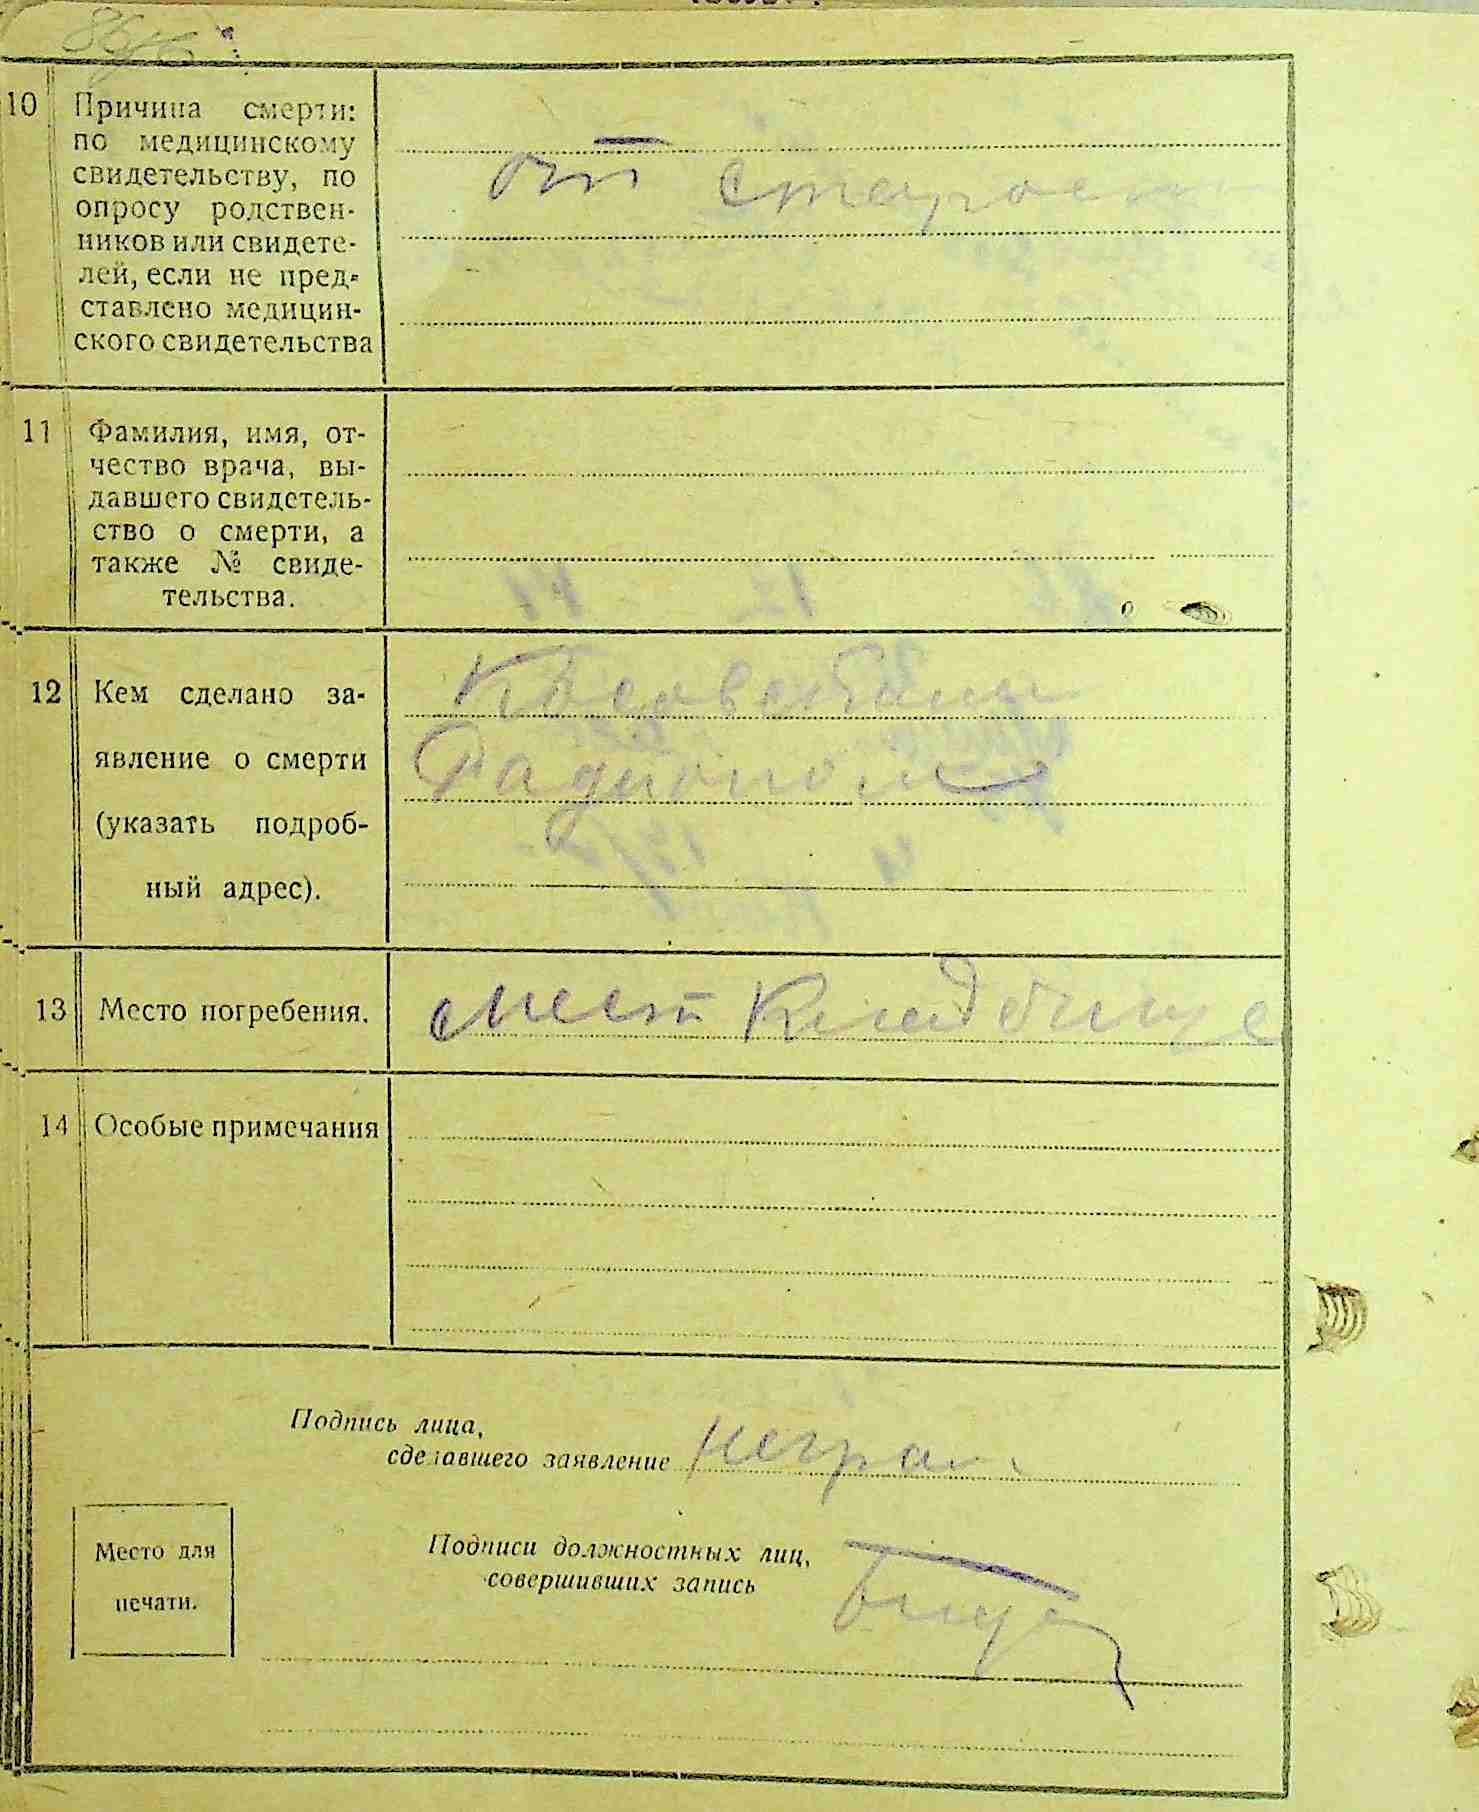 10 Причина смерти:
по медицинскому
свидетельству, по
опросу родствен-
ников или свидете-
лей, если не пред-
ставлено медицин-
ского свидетельства
от старости
11 Фамилия, имя, от-
чество врача, вы-
давшего свидетель-
ство о смерти, а
также № свиде-
тельства.
12 Кем сделано за-
явление о смерти
(указать подроб-
ный адрес).
13 Место погребения.
мест кладбище
14 Особые примечания
Подпись лица,
сделавшего заявление неграм.
Подписи должностных лиц,
совершивших запись
Место для
печати.